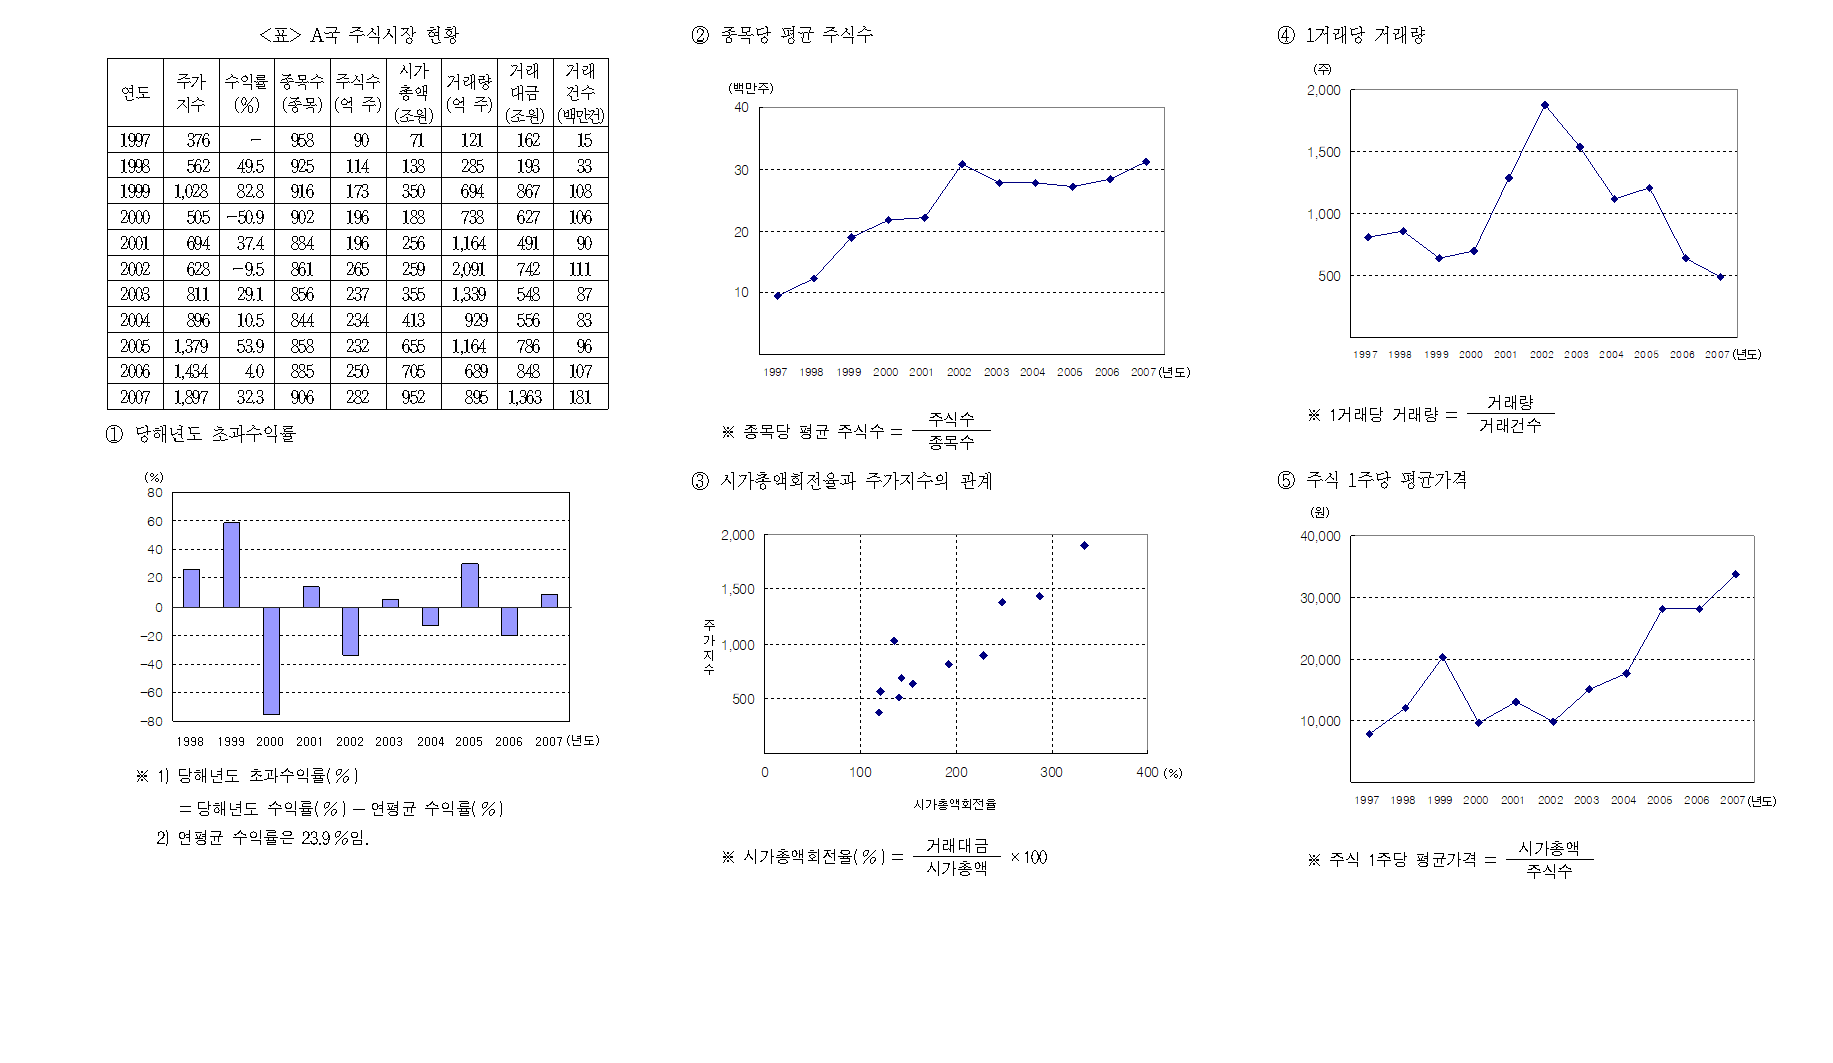 <표> A국 주식시장 현황
연도 주가지수 수익률(%) 종목수(종목) 주식수(억 주) 시가총액(조원) 거래량(억 주) 거래대금(조원) 거래건수(백만건)
1997 376 － 958 90 71 121 162 15
1998 562 49.5 925 114 138 285 193 33
1999 1,028 82.8 916 173 350 694 867 108
2000 505 －50.9 902 196 188 738 627 106
2001 694 37.4 884 196 256 1,164 491 90
2002 628 －9.5 861 265 259 2,091 742 111
2003 811 29.1 856 237 355 1,339 548 87
2004 896 10.5 844 234 413 929 556 83
2005 1,379 53.9 858 232 655 1,164 786 96
2006 1,434 4.0 885 250 705 689 848 107
2007 1,897 32.3 906 282 952 895 1,363 181
① 당해년도 초과수익률
(%)
80
60
40
20
0
-20
-40
-60
-80
1998 1999 2000 2001 2002 2003 2004 2005 2006 2007 (년도)
※ 1) 당해년도 초과수익률(%)
＝당해년도 수익률(%)－연평균 수익률(%)
2) 연평균 수익률은 23.9%임.
② 종목당 평균 주식수
(백만주)
40
30
20
10
1997 1998 1999 2000 2001 2002 2003 2004 2005 2006 2007 (년도)
※ 종목당 평균 주식수＝ 주식수
종목수
③ 시가총액회전율과 주가지수의 관계
2,000
1,500
1,000
500
주가지수
0 100 200 300 400 (%)
시가총액회전율
※ 시가총액회전율(%)＝ 거래대금
시가총액 ×100
④ 1거래당 거래량
(주)
2,000
1,500
1,000
500
1997 1998 1999 2000 2001 2002 2003 2004 2005 2006 2007 (년도)
※ 1거래당 거래량＝ 거래량
거래건수
⑤ 주식 1주당 평균가격
(원)
40,000
30,000
20,000
10,000
1997 1998 1999 2000 2001 2002 2003 2004 2005 2006 2007 (년도)
※ 주식 1주당 평균가격＝ 시가총액
주식수